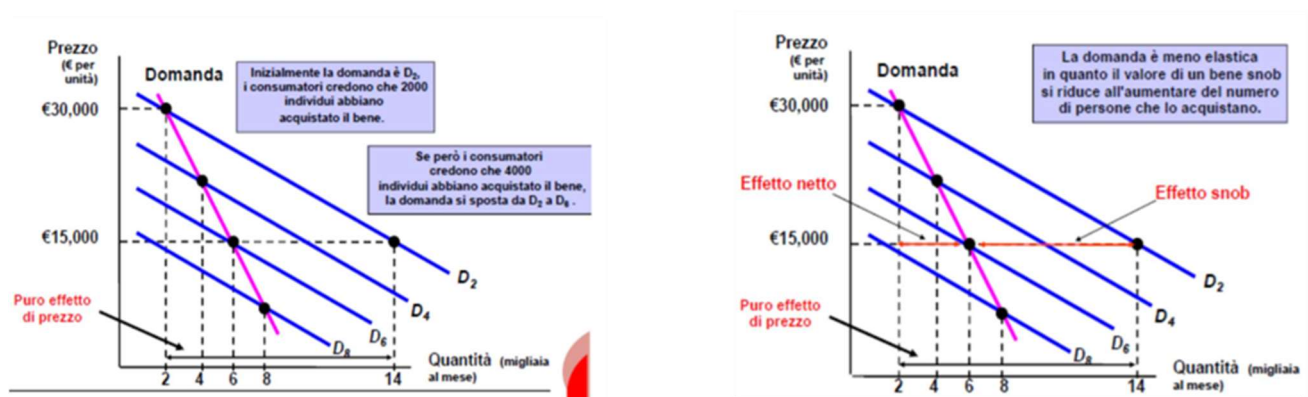 Prezzo
(€ per
unità)
Domanda
Inizialmente la domanda è D₂,
i consumatori credono che 2000
individui abbiano
acquistato il bene.
€30,000
Se però i consumatori
credono che 4000
individui abbiano acquistato il bene,
la domanda si sposta da D₂ a D₆ .
€15,000
D₂
Puro effetto
di prezzo
D₄
D₆
D₈
Quantità (migliaia
al mese)
2 4 6 8 14
Prezzo
(€ per
unità)
Domanda
La domanda è meno elastica
in quanto il valore di un bene snob
si riduce all'aumentare del numero
di persone che lo acquistano.
€30,000
Effetto netto
Effetto snob
€15,000
D₂
Puro effetto
di prezzo
D₄
D₆
D₈
Quantità (migliaia
al mese)
2 4 6 8 14